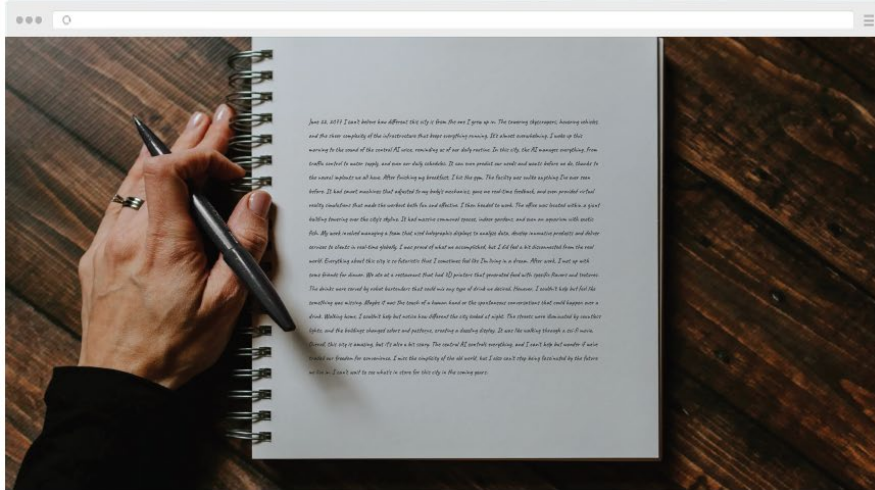 June 22, 2077 I can't believe how different this city is from the one I grew up in. The towering skyscrapers, hovering vehicles,
and the sheer complexity of the infrastructure that keeps everything running. It's almost overwhelming. I woke up this
morning to the sound of the central AI voice, reminding us of our daily routine. In this city, the AI manages everything, from
traffic control to water supply, and even our daily schedules. It can even predict our needs and wants before we do, thanks to
the neural implants we all have. After finishing my breakfast, I hit the gym. The facility was unlike anything I've ever seen
before. It had smart machines that adjusted to my body's mechanics, gave me real-time feedback, and even provided virtual
reality simulations that made the workout both fun and effective. I then headed to work. The office was located within a giant
building towering over the city's skyline. It had massive communal spaces, indoor gardens, and even an aquarium with exotic
fish. My work involved managing a team that used holographic displays to analyze data, develop innovative products and deliver
services to clients in real-time globally. I was proud of what we accomplished, but I did feel a bit disconnected from the real
world. Everything about this city is so futuristic that I sometimes feel like I'm living in a dream. After work, I met up with
some friends for dinner. We ate at a restaurant that had 3D printers that generated food with specific flavors and textures.
The drinks were served by robot bartenders that could mix any type of drink we desired. However, I couldn't help but feel like
something was missing. Maybe it was the touch of a human hand or the spontaneous conversations that could happen over a
drink. Walking home, I couldn't help but notice how different the city looked at night. The streets were illuminated by countless
lights, and the buildings changed colors and patterns, creating a dazzling display. It was like walking through a sci-fi movie.
Overall, this city is amazing, but it's also a bit scary. The central AI controls everything, and I can't help but wonder if we've
traded our freedom for convenience. I miss the simplicity of the old world, but I also can't stop being fascinated by the future
we live in. I can't wait to see what's in store for this city in the coming years.